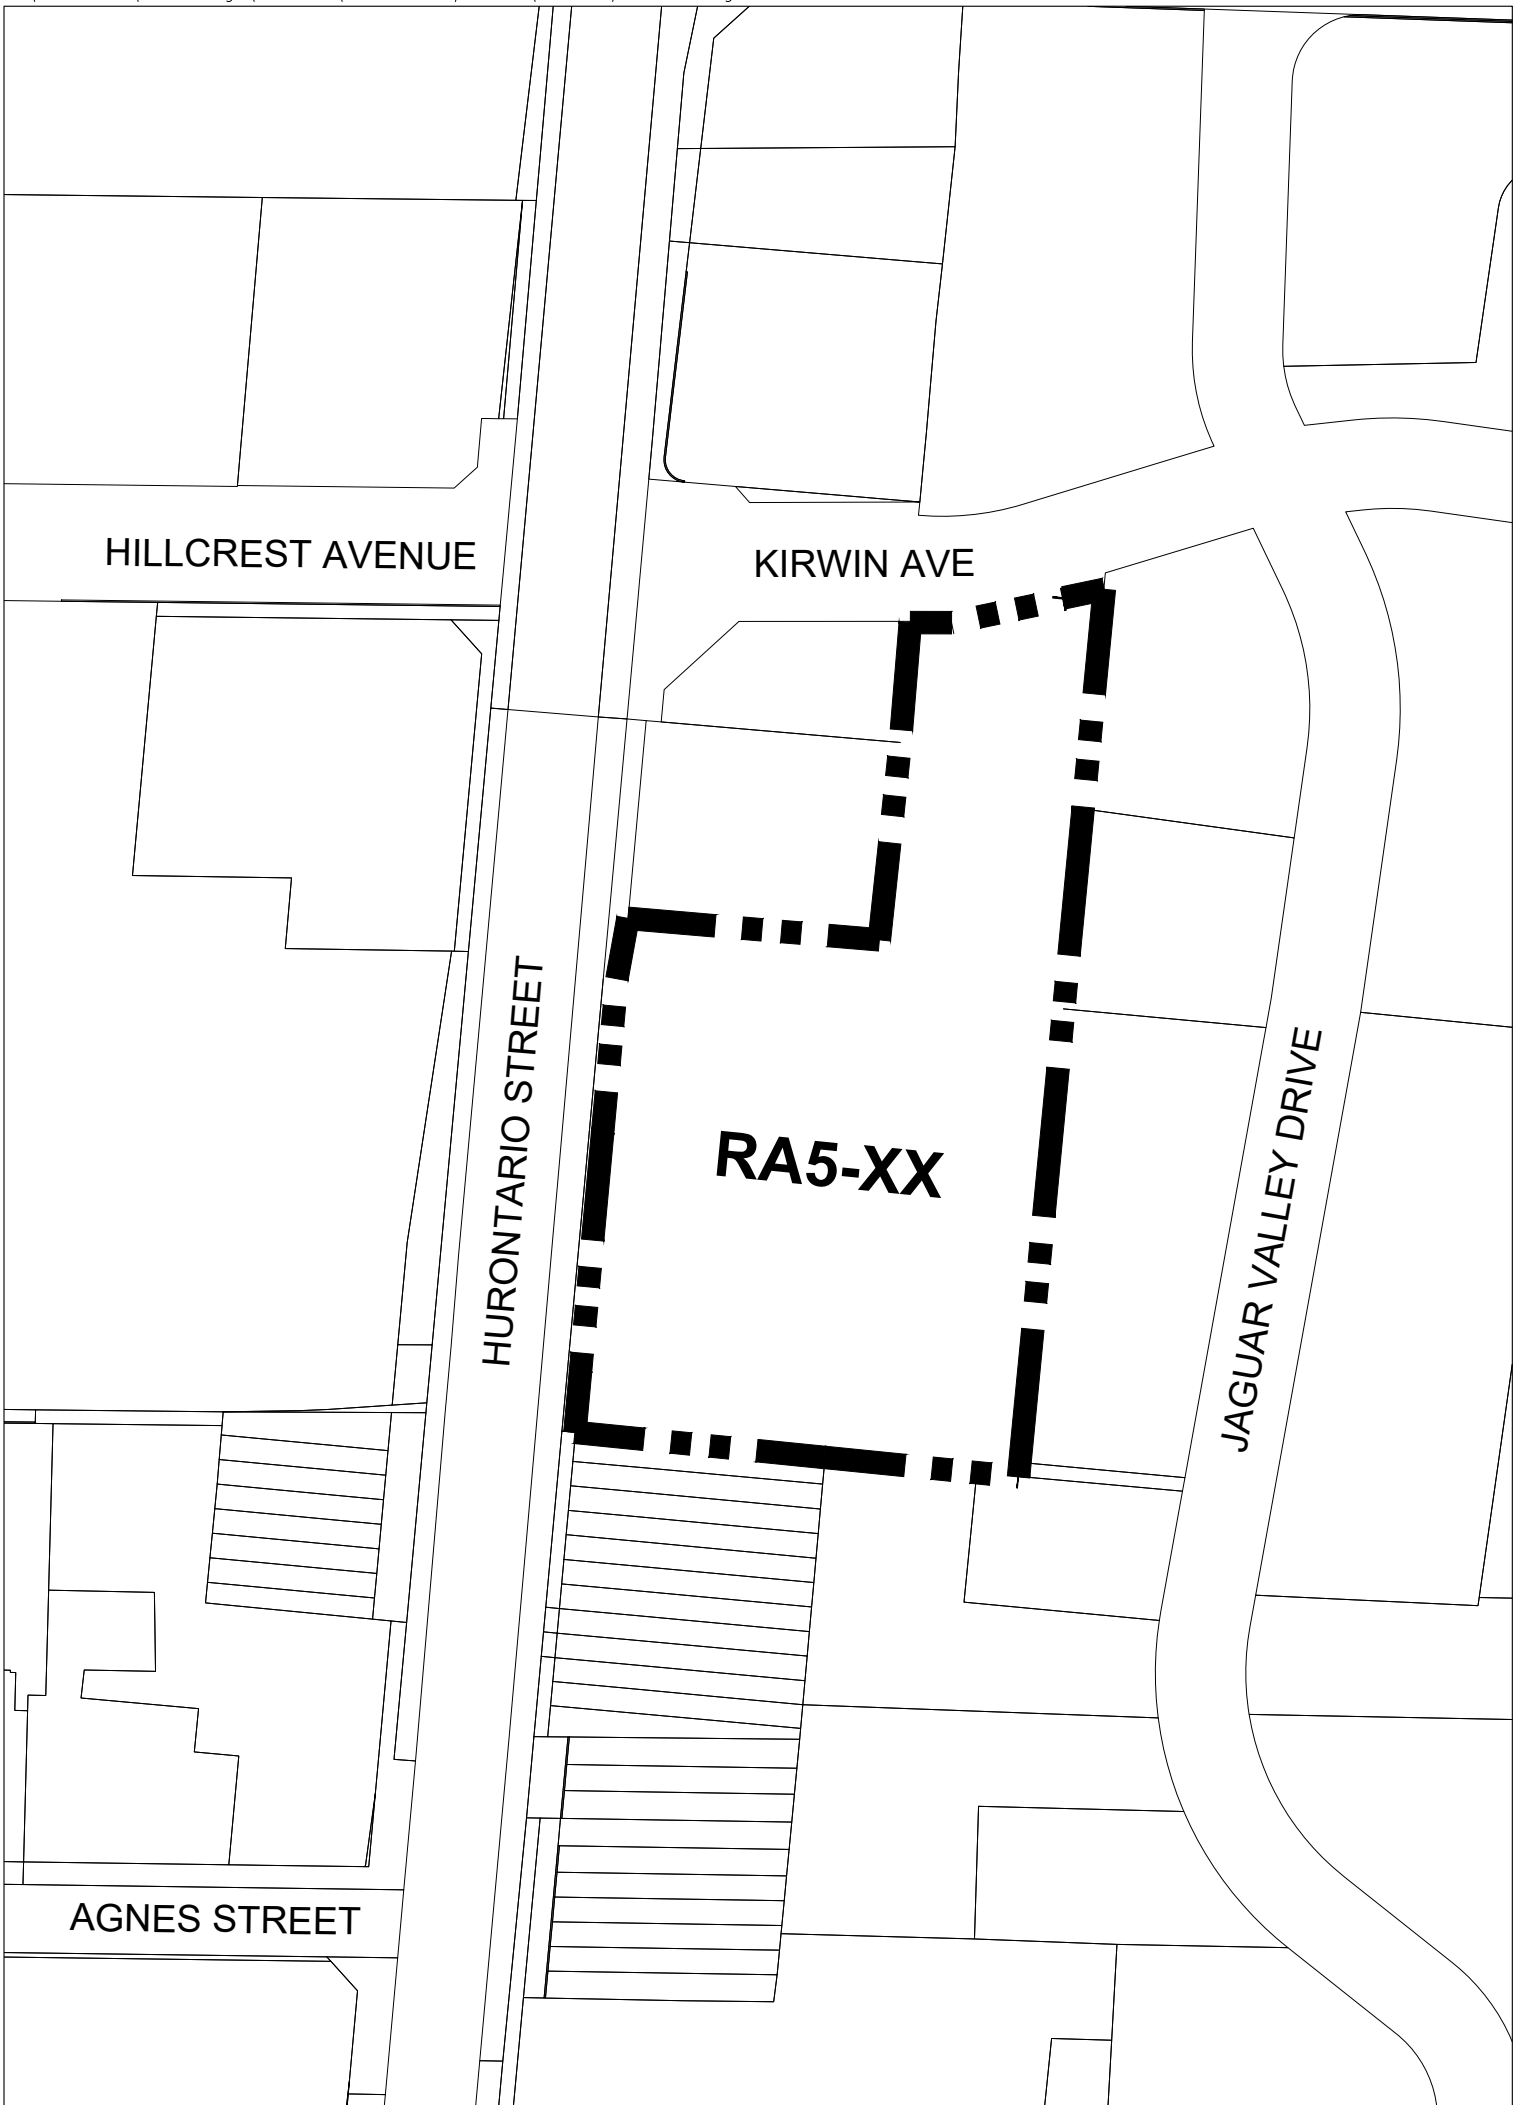 HILLCREST AVENUE
KIRWIN AVE
HURONTARIO STREET
RA5-XX
JAGUAR VALLEY DRIVE
AGNES STREET